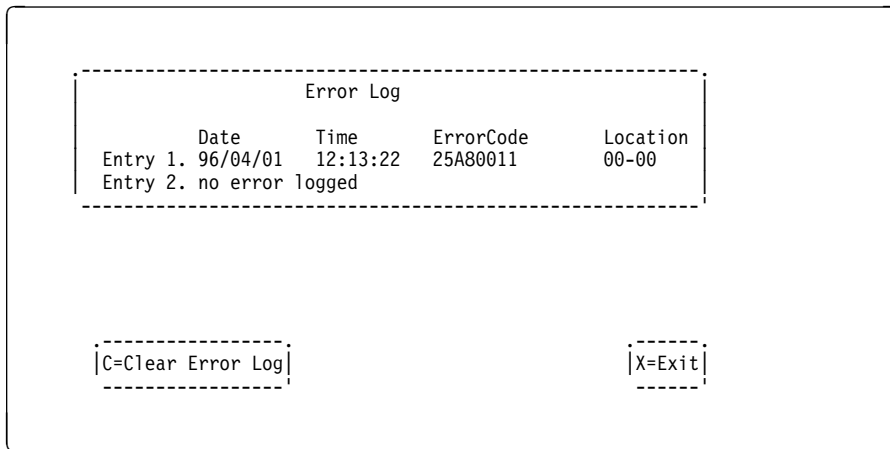 Error Log
Date Time ErrorCode Location
Entry 1. 96/04/01 12:13:22 25A80011 00-00
Entry 2. no error logged
C=Clear Error Log X=Exit